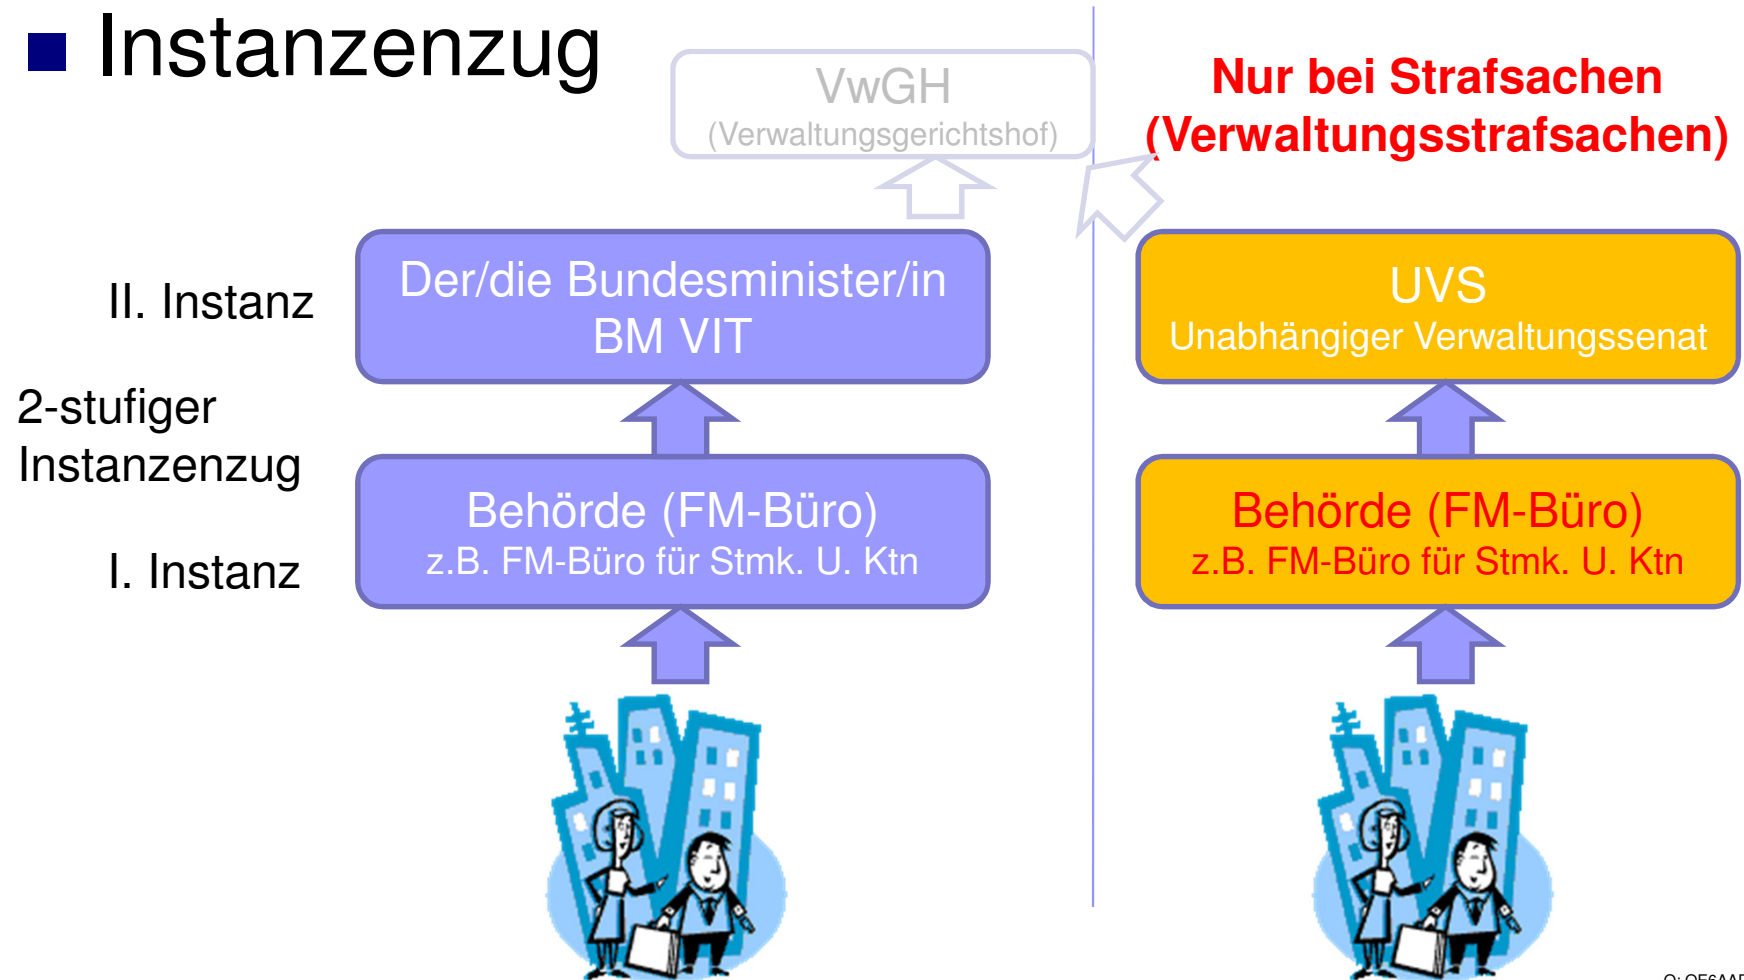 Instanzenzug
VwGH
(Verwaltungsgerichtshof)
Nur bei Strafsachen
(Verwaltungsstrafsachen)
II. Instanz
Der/die Bundesminister/in
BM VIT
UVS
Unabhängiger Verwaltungssenat
2-stufiger
Instanzenzug
I. Instanz
Behörde (FM-Büro)
z.B. FM-Büro für Stmk. U. Ktn
Behörde (FM-Büro)
z.B. FM-Büro für Stmk. U. Ktn